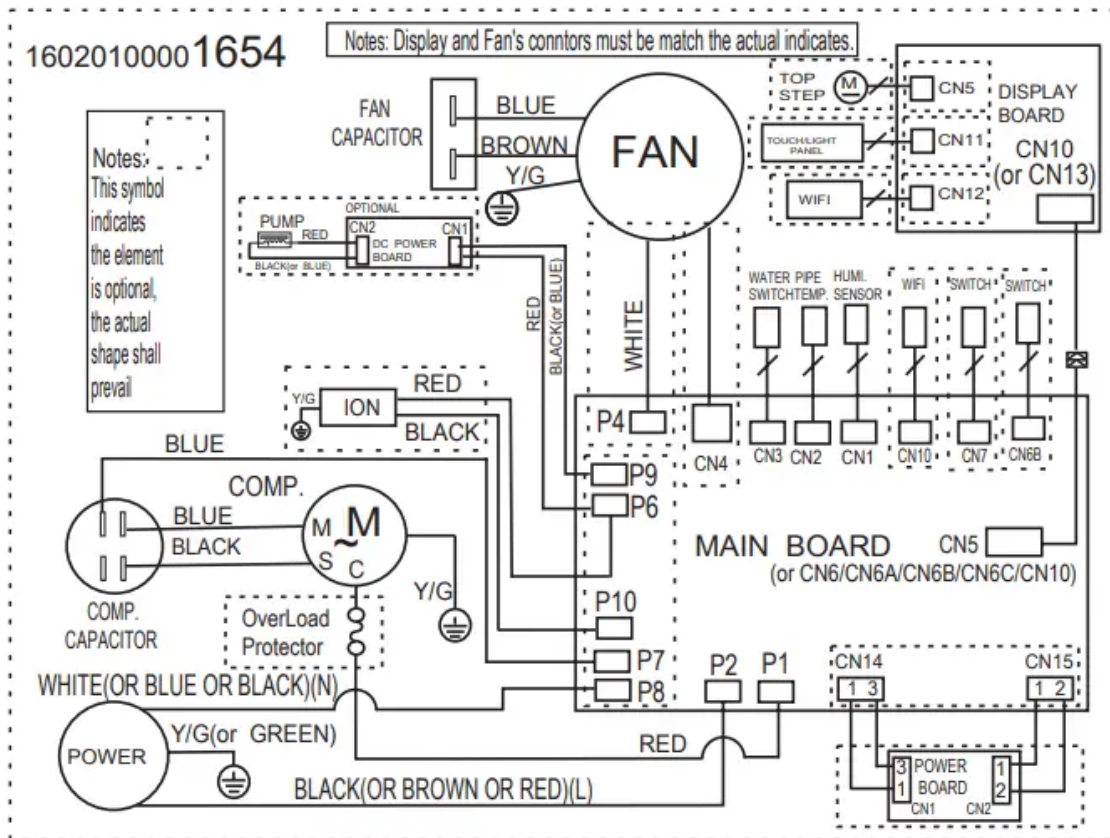 16020100001654
Notes: Display and Fan's conntors must be match the actual indicates.
Notes:
This symbol
indicates
the element
is optional,
the actual
shape shall
prevail
FAN
CAPACITOR
BLUE
BROWN
Y/G
FAN
TOP
STEP
M
CN5
TOUCH/LIGHT
PANEL
CN11
WIFI
CN12
DISPLAY
BOARD
CN10
(or CN13)
OPTIONAL
PUMP
RED
BLACK(or BLUE)
CN2
CN1
DC POWER
BOARD
RED
BLACK(or BLUE)
WHITE
WATER
SWITCH
PIPE
TEMP.
HUMI.
SENSOR
WIFI
SWITCH
SWITCH
Y/G
ION
RED
BLACK
P4
CN4
CN3
CN2
CN1
CN10
CN7
CN6B
P9
P6
BLUE
COMP.
BLUE
BLACK
M
S
C
M
~
Y/G
COMP.
CAPACITOR
OverLoad
Protector
MAIN BOARD
CN5
(or CN6/CN6A/CN6B/CN6C/CN10)
P10
P7
P8
P2
P1
CN14
1 3
CN15
1 2
WHITE(OR BLUE OR BLACK)(N)
Y/G(or GREEN)
POWER
RED
BLACK(OR BROWN OR RED)(L)
3
1
POWER
BOARD
1
2
CN1
CN2